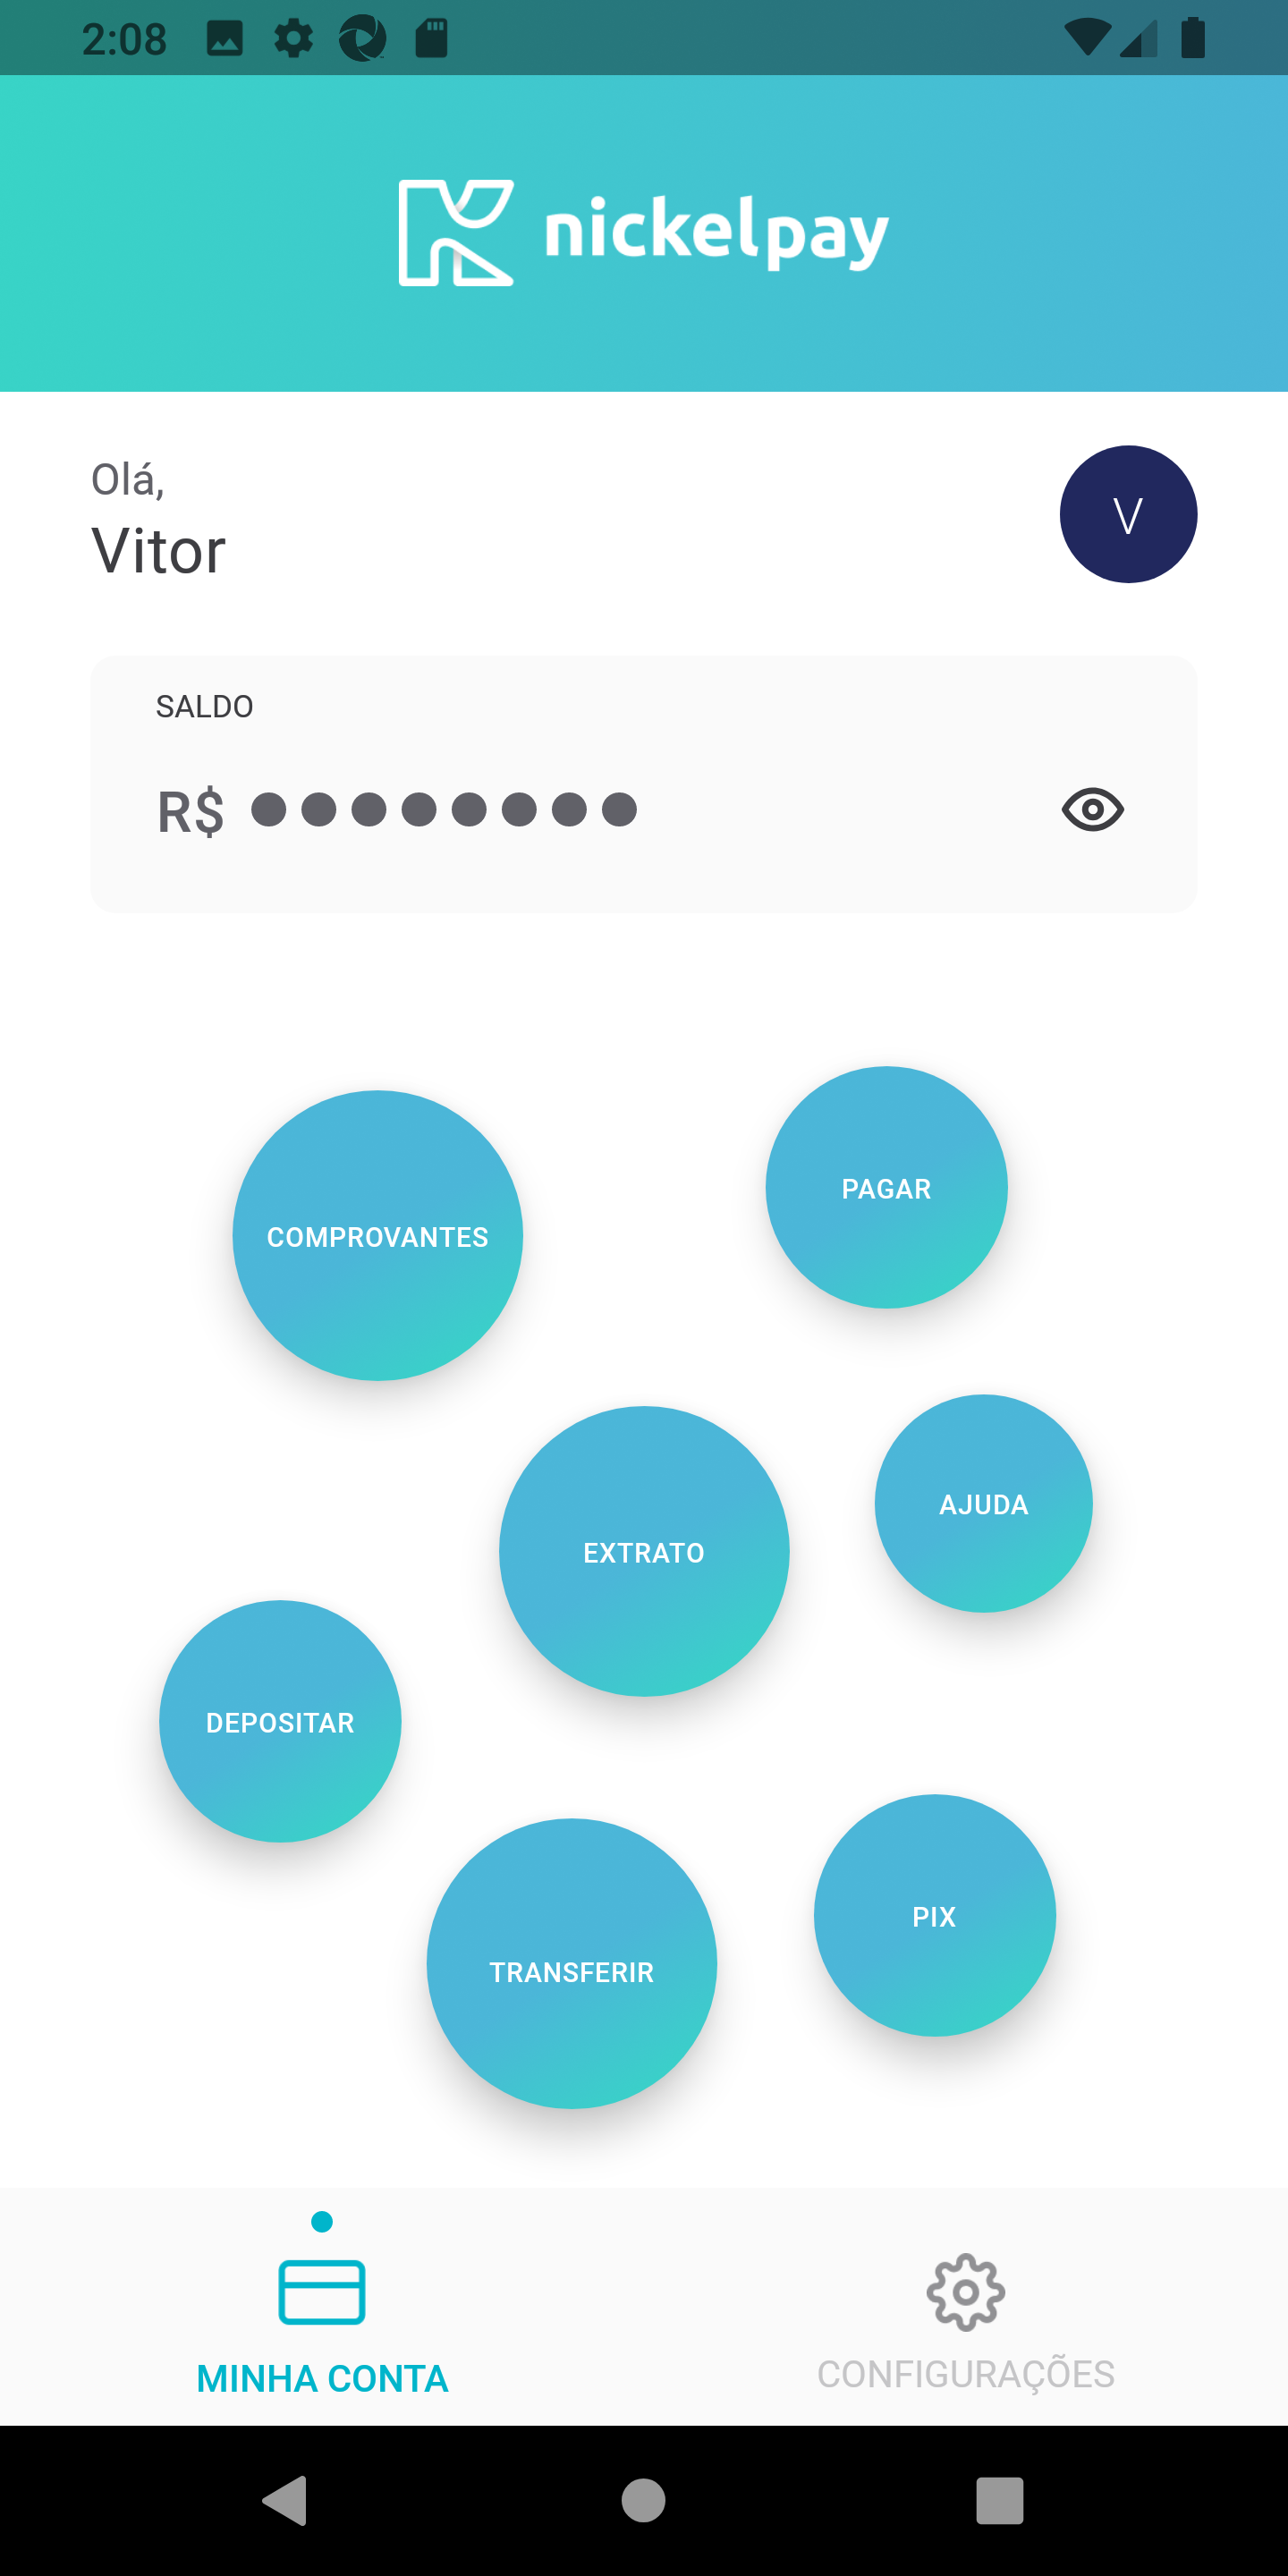 2:08
nickelpay
Olá,
Vitor
V
SALDO
R$ ●●●●●●●●
COMPROVANTES
PAGAR
EXTRATO
AJUDA
DEPOSITAR
TRANSFERIR
PIX
MINHA CONTA
CONFIGURAÇÕES